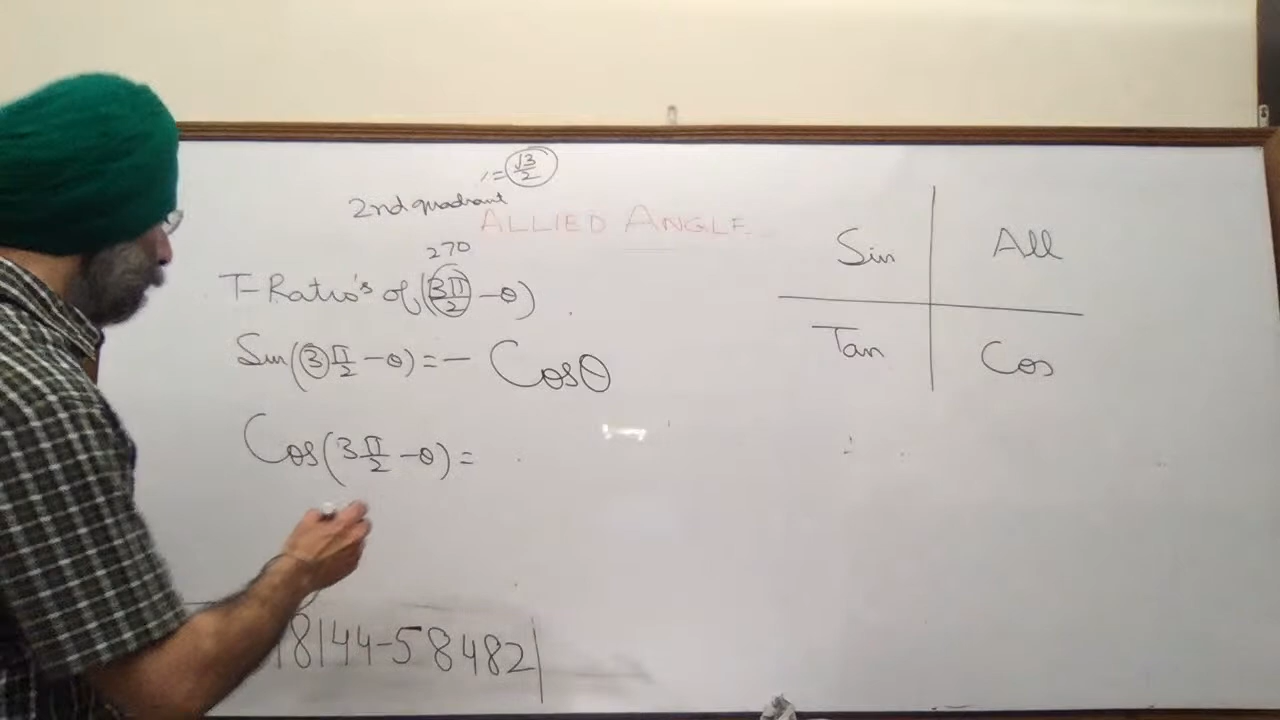 = √3/2
2nd quadrant
ALLIED ANGLE
270
T-Ratio's of (3π/2 - θ)
Sin(3π/2 - θ) = - Cosθ
Cos(3π/2 - θ) =
8144-58482
Sin All
Tan Cos